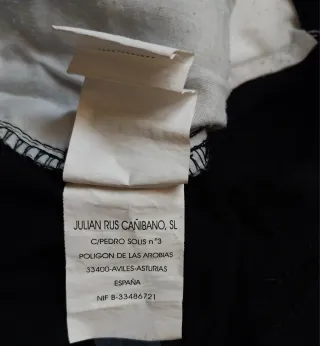 JULIAN RUS CAÑIBANO, SL
C/PEDRO SOLIS nº3
POLIGON DE LAS AROBIAS
33400-AVILES-ASTURIAS
ESPAÑA
NIF B-33486721